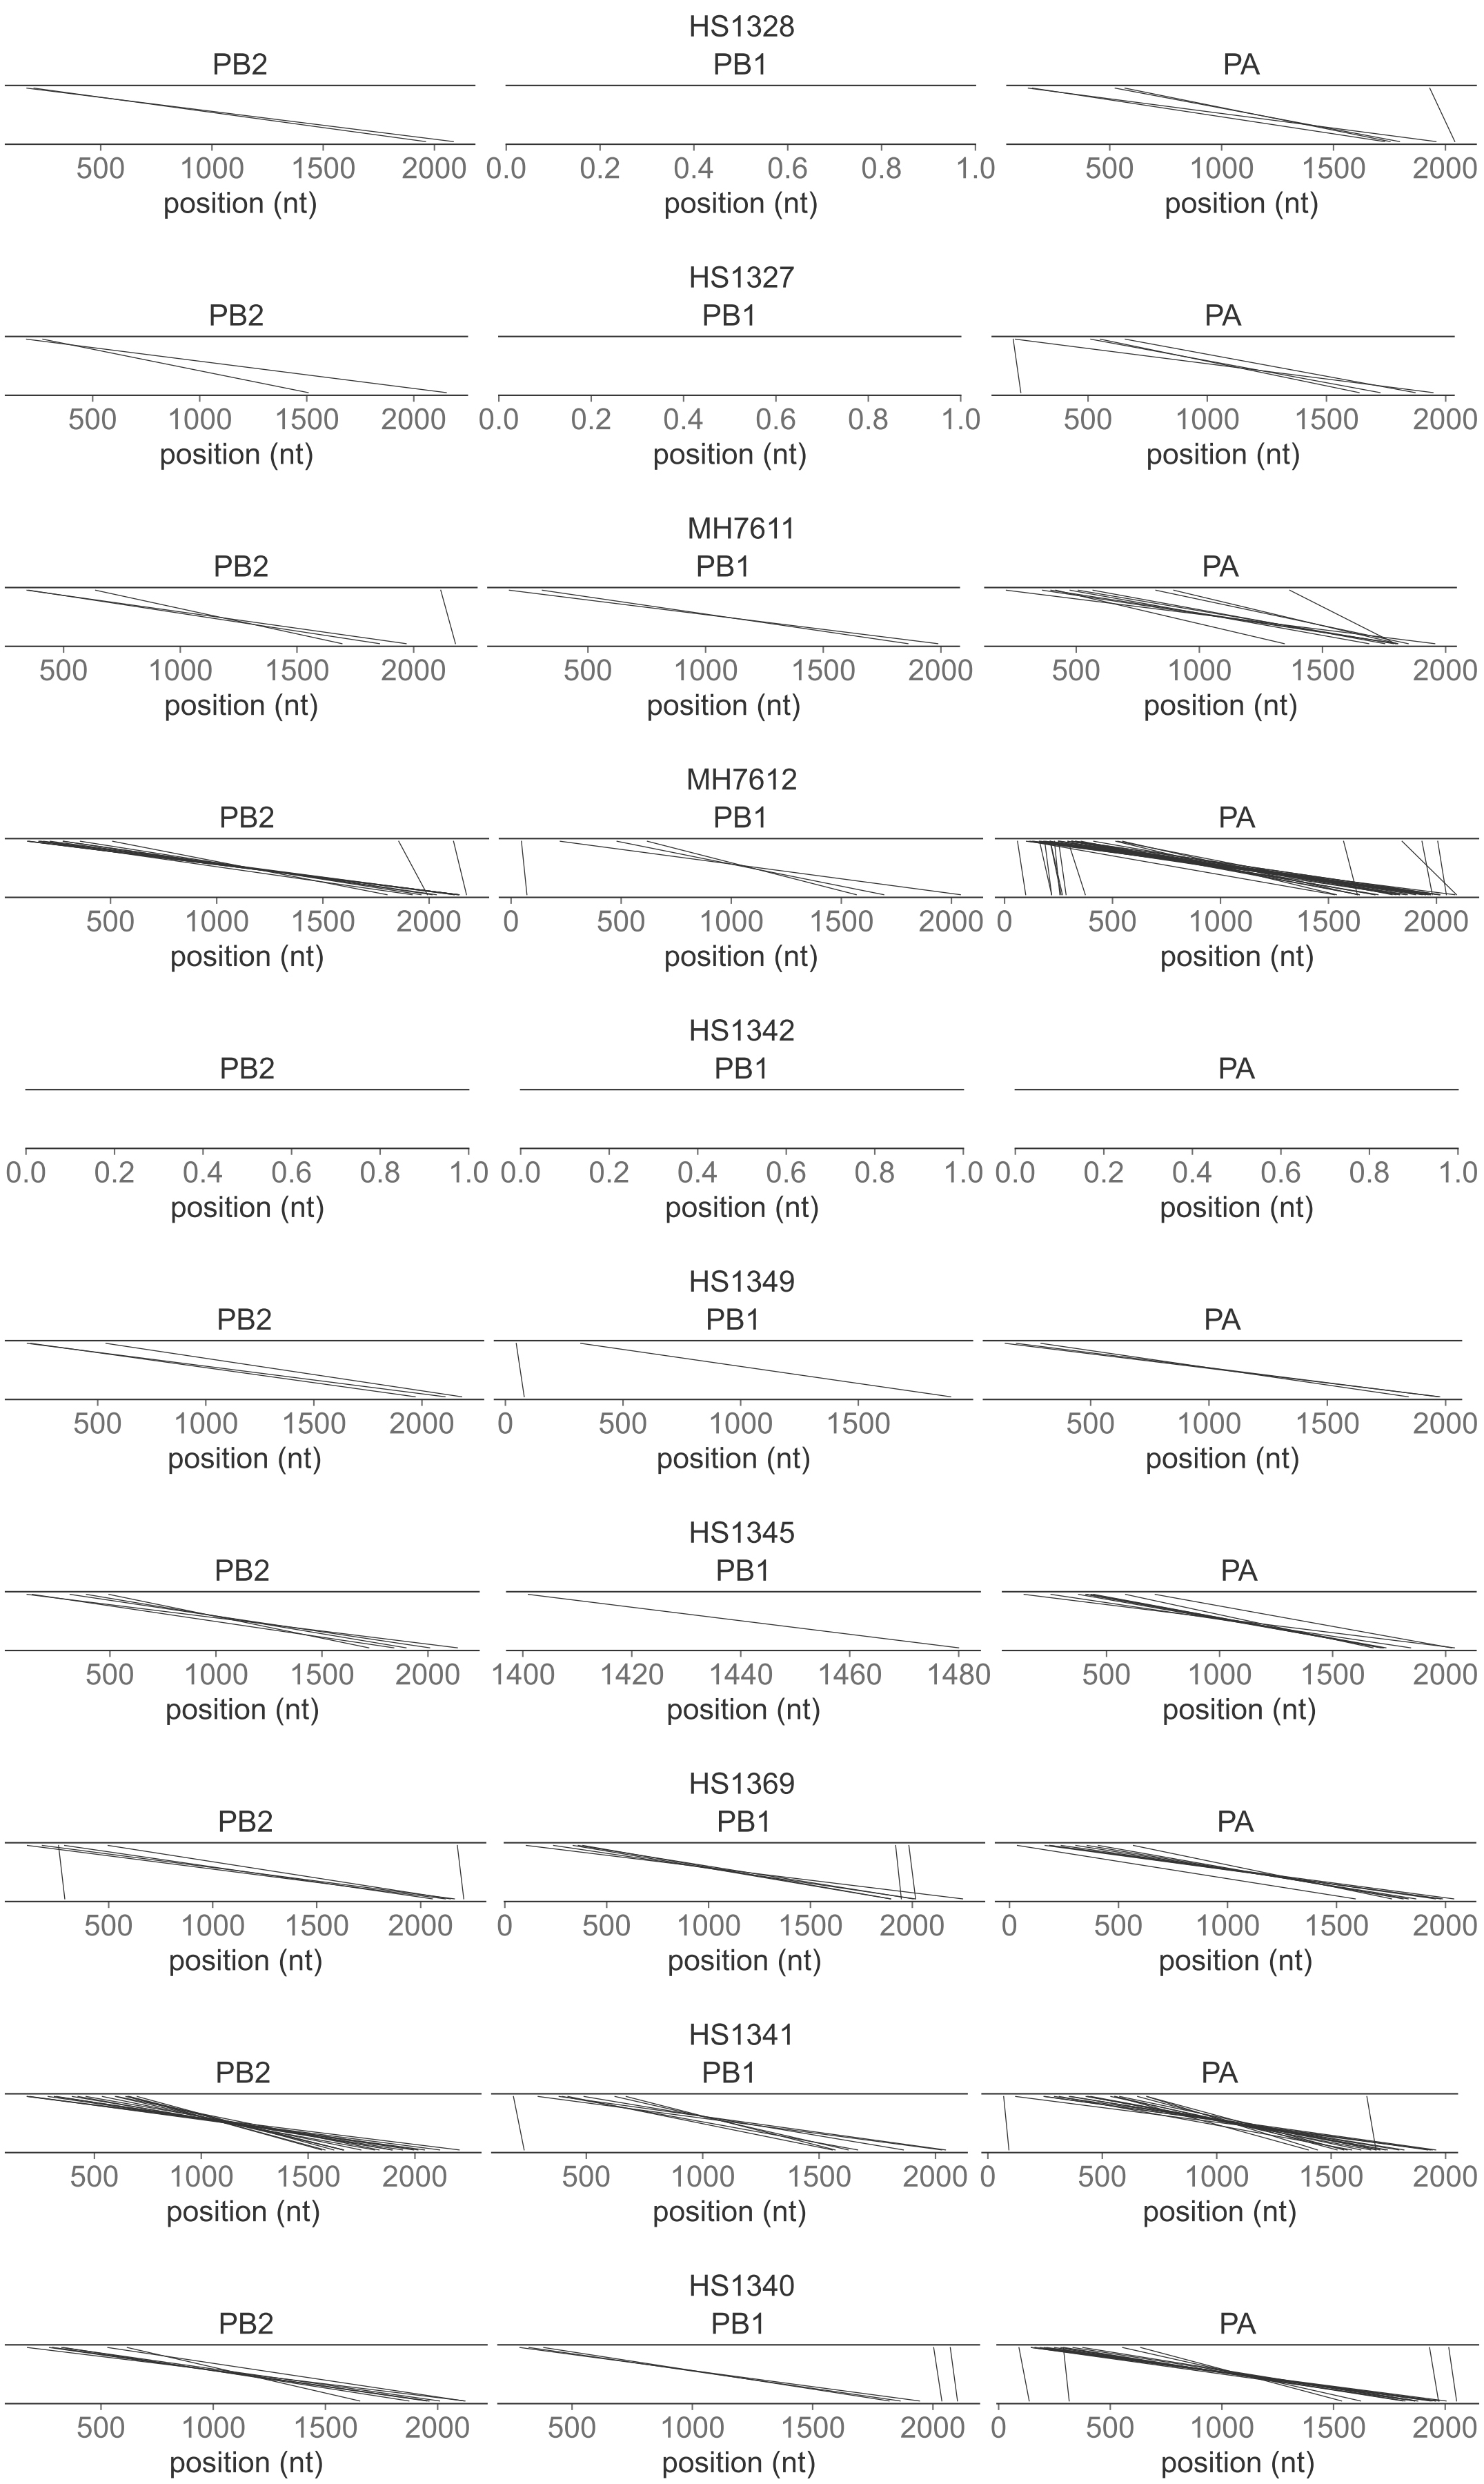 HS1328
PB2 PB1 PA
500 1000 1500 2000 0.0 0.2 0.4 0.6 0.8 1.0 500 1000 1500 2000
position (nt) position (nt) position (nt)
HS1327
PB2 PB1 PA
500 1000 1500 2000 0.0 0.2 0.4 0.6 0.8 1.0 500 1000 1500 2000
position (nt) position (nt) position (nt)
MH7611
PB2 PB1 PA
500 1000 1500 2000 500 1000 1500 2000 500 1000 1500 2000
position (nt) position (nt) position (nt)
MH7612
PB2 PB1 PA
500 1000 1500 2000 0 500 1000 1500 2000 0 500 1000 1500 2000
position (nt) position (nt) position (nt)
HS1342
PB2 PB1 PA
0.0 0.2 0.4 0.6 0.8 1.0 0.0 0.2 0.4 0.6 0.8 1.0 0.0 0.2 0.4 0.6 0.8 1.0
position (nt) position (nt) position (nt)
HS1349
PB2 PB1 PA
500 1000 1500 2000 0 500 1000 1500 500 1000 1500 2000
position (nt) position (nt) position (nt)
HS1345
PB2 PB1 PA
500 1000 1500 2000 1400 1420 1440 1460 1480 500 1000 1500 2000
position (nt) position (nt) position (nt)
HS1369
PB2 PB1 PA
500 1000 1500 2000 0 500 1000 1500 2000 0 500 1000 1500 2000
position (nt) position (nt) position (nt)
HS1341
PB2 PB1 PA
500 1000 1500 2000 500 1000 1500 2000 0 500 1000 1500 2000
position (nt) position (nt) position (nt)
HS1340
PB2 PB1 PA
500 1000 1500 2000 500 1000 1500 2000 0 500 1000 1500 2000
position (nt) position (nt) position (nt)